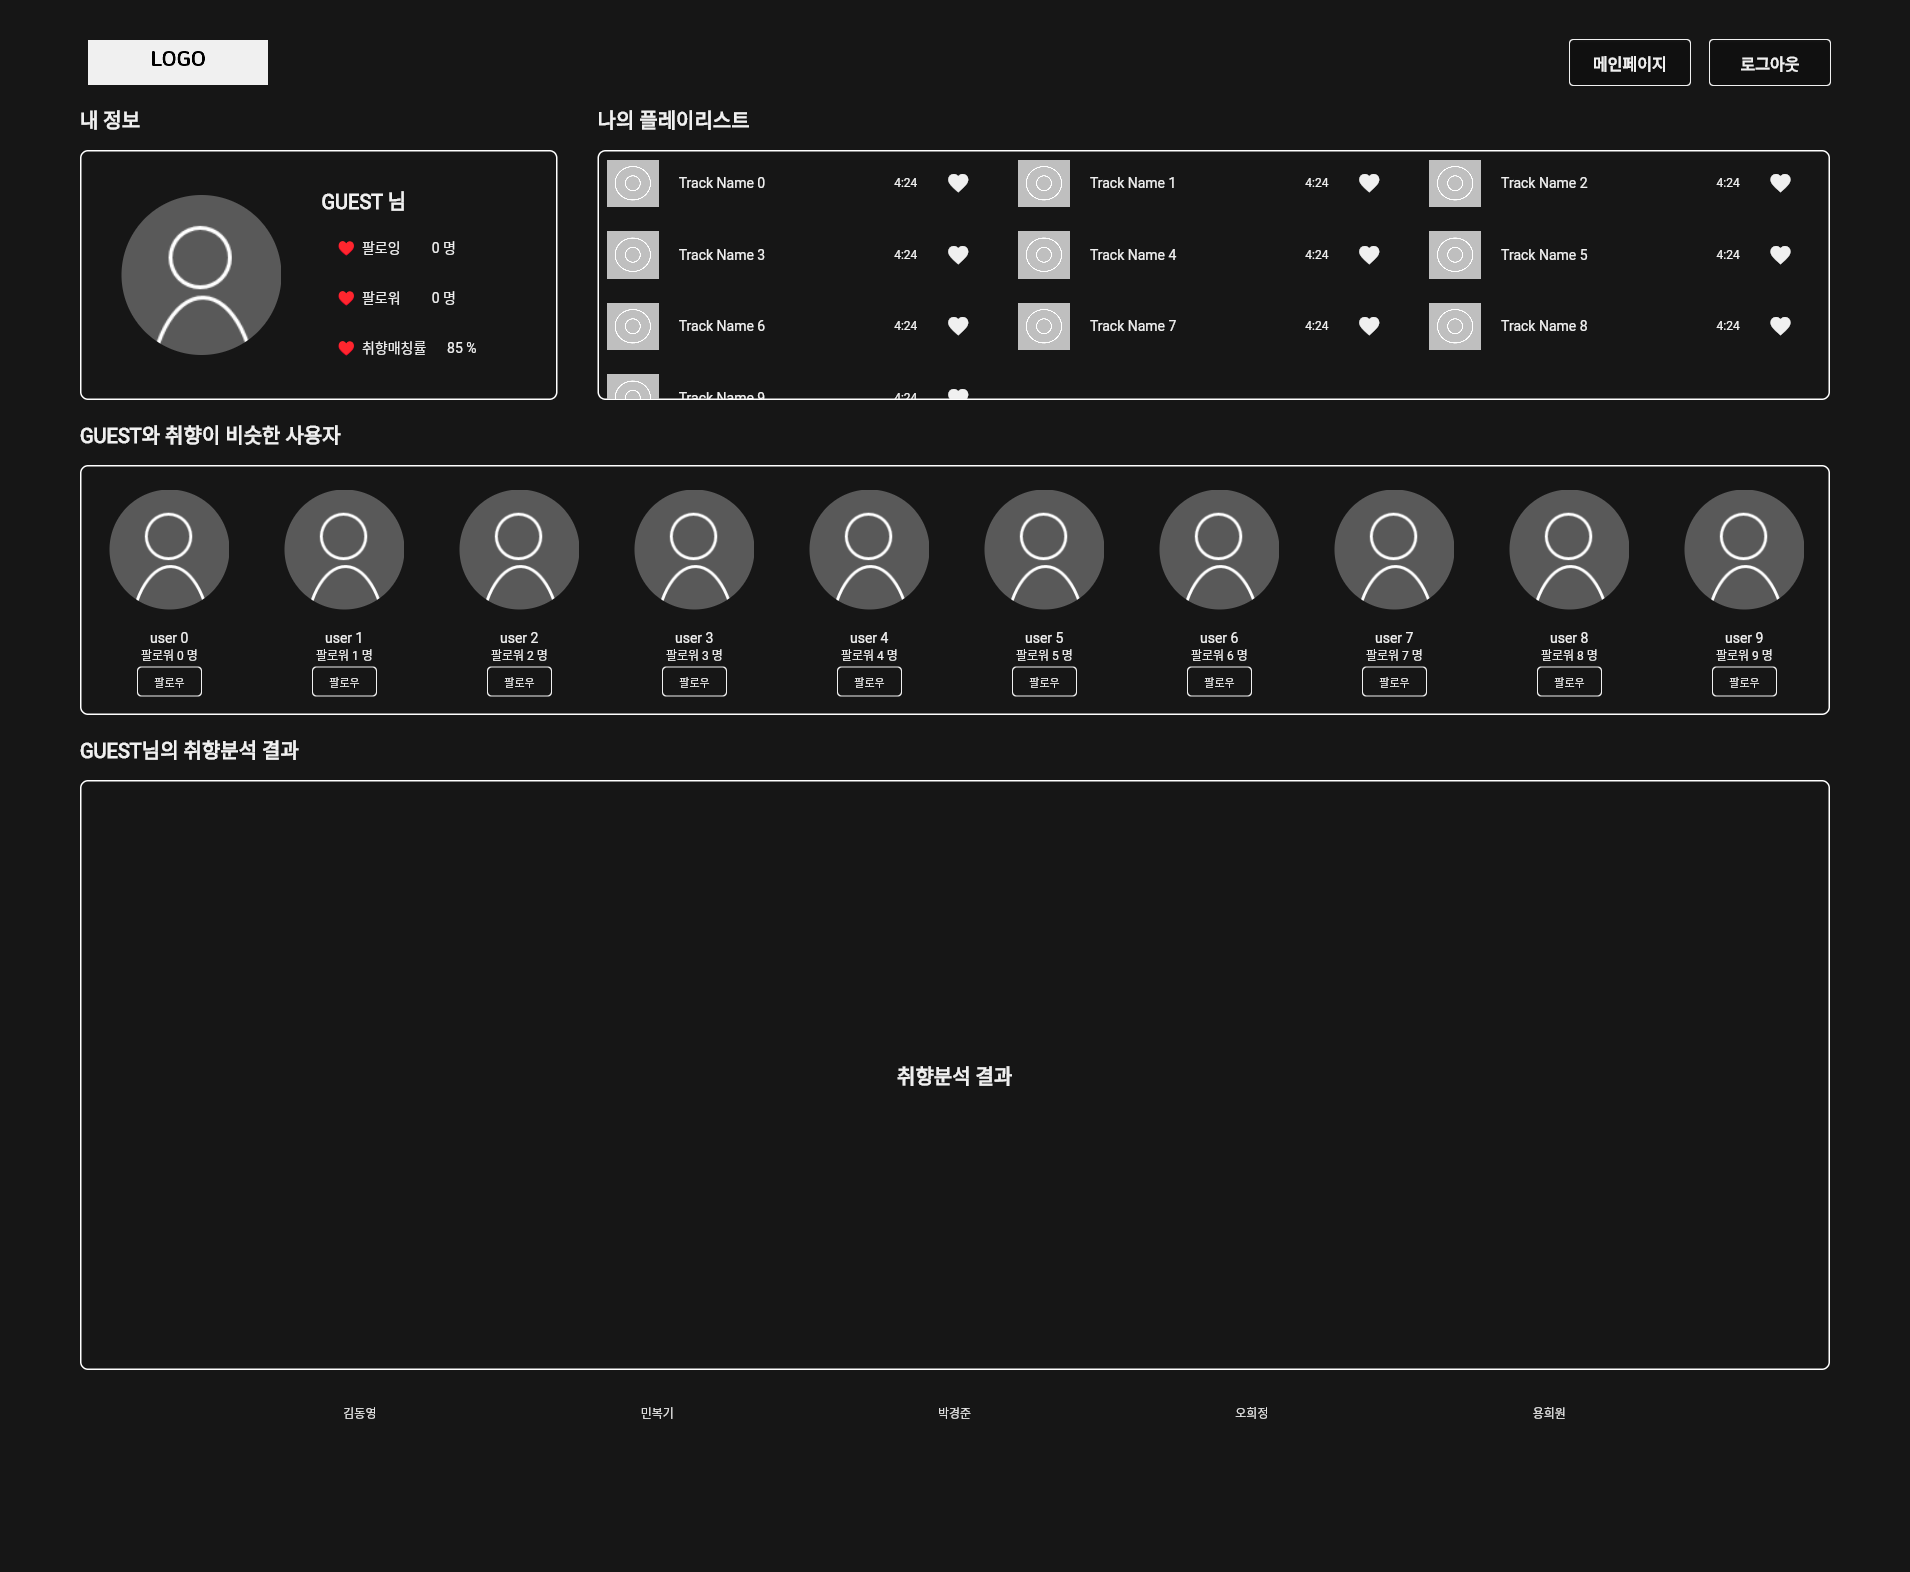 LOGO
메인페이지
로그아웃
내 정보
나의 플레이리스트
GUEST 님
팔로잉 0 명
팔로워 0 명
취향매칭률 85 %
Track Name 0 4:24
Track Name 1 4:24
Track Name 2 4:24
Track Name 3 4:24
Track Name 4 4:24
Track Name 5 4:24
Track Name 6 4:24
Track Name 7 4:24
Track Name 8 4:24
Track Name 9 4:24
GUEST와 취향이 비슷한 사용자
user 0
팔로워 0 명
팔로우
user 1
팔로워 1 명
팔로우
user 2
팔로워 2 명
팔로우
user 3
팔로워 3 명
팔로우
user 4
팔로워 4 명
팔로우
user 5
팔로워 5 명
팔로우
user 6
팔로워 6 명
팔로우
user 7
팔로워 7 명
팔로우
user 8
팔로워 8 명
팔로우
user 9
팔로워 9 명
팔로우
GUEST님의 취향분석 결과
취향분석 결과
김동영
민복기
박경준
오희정
용희원